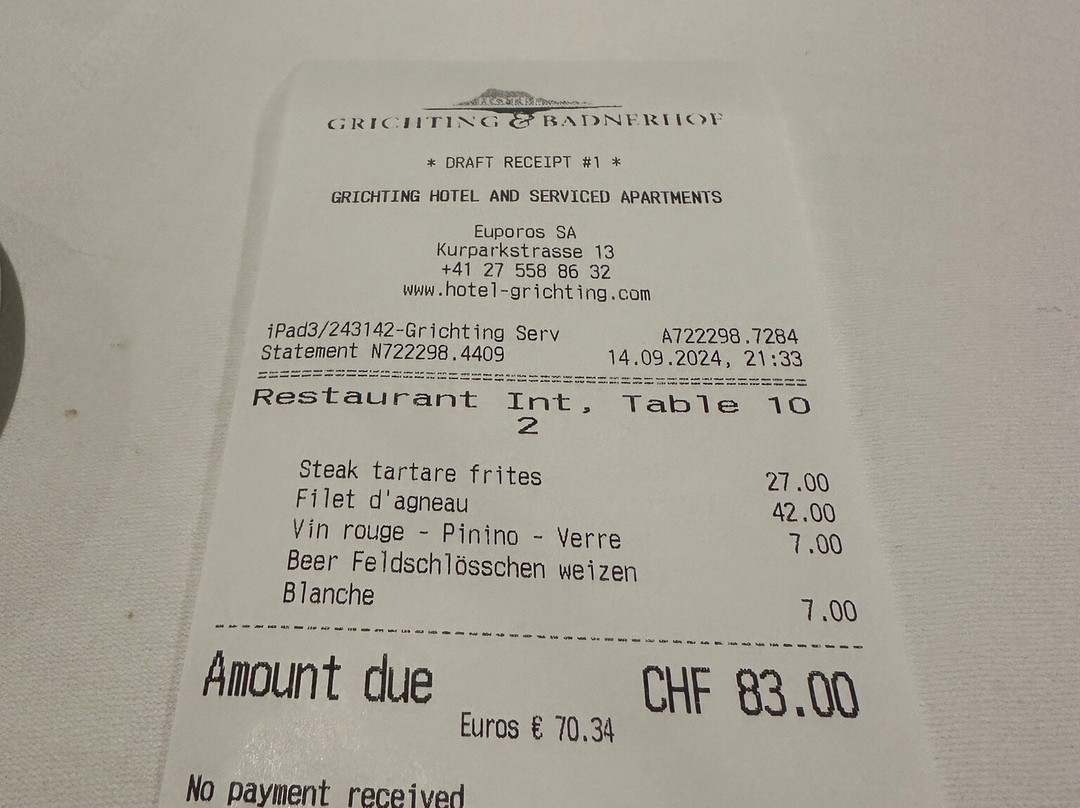 GRICHTING & BADNERHOF
* DRAFT RECEIPT #1 *
GRICHTING HOTEL AND SERVICED APARTMENTS
Euporos SA
Kurparkstrasse 13
+41 27 558 86 32
www.hotel-grichting.com
iPad3/243142-Grichting Serv A722298.7284
Statement N722298.4409 14.09.2024, 21:33
Restaurant Int, Table 10
2
Steak tartare frites 27.00
Filet d'agneau 42.00
Vin rouge - Pinino - Verre 7.00
Beer Feldschlösschen weizen
Blanche 7.00
Amount due CHF 83.00
Euros € 70.34
No payment received